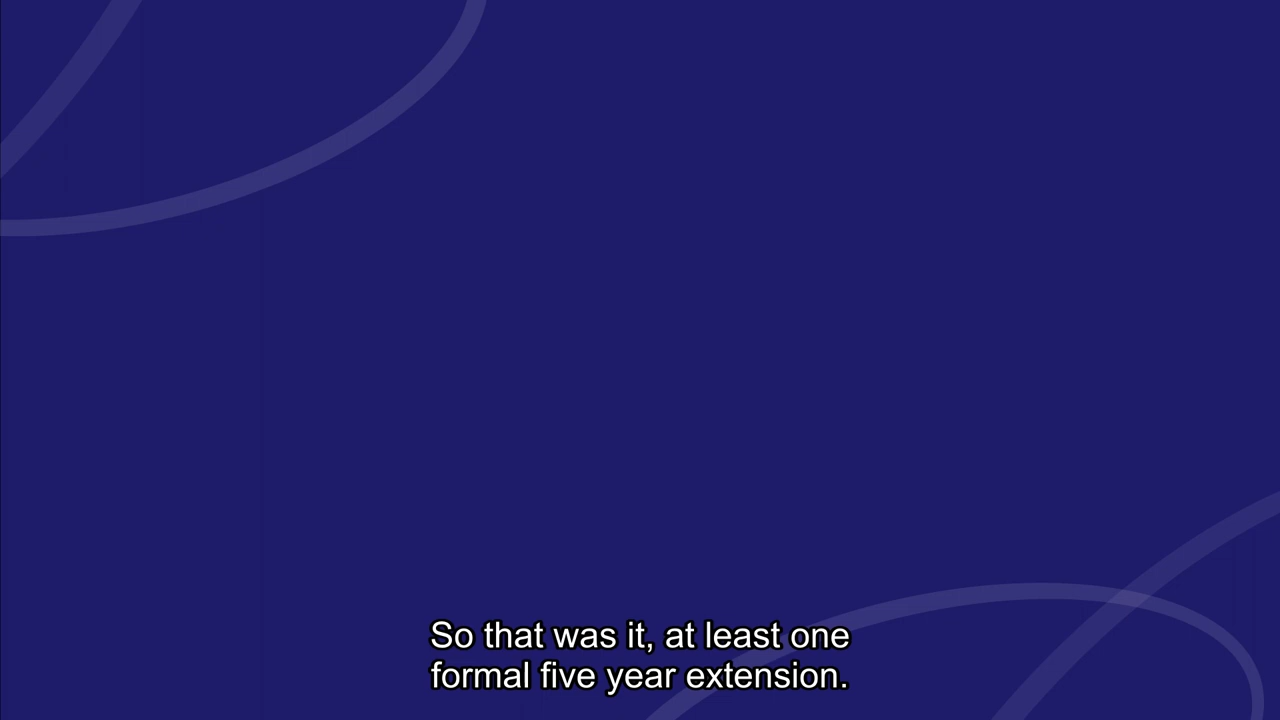 So that was it, at least one
formal five year extension.